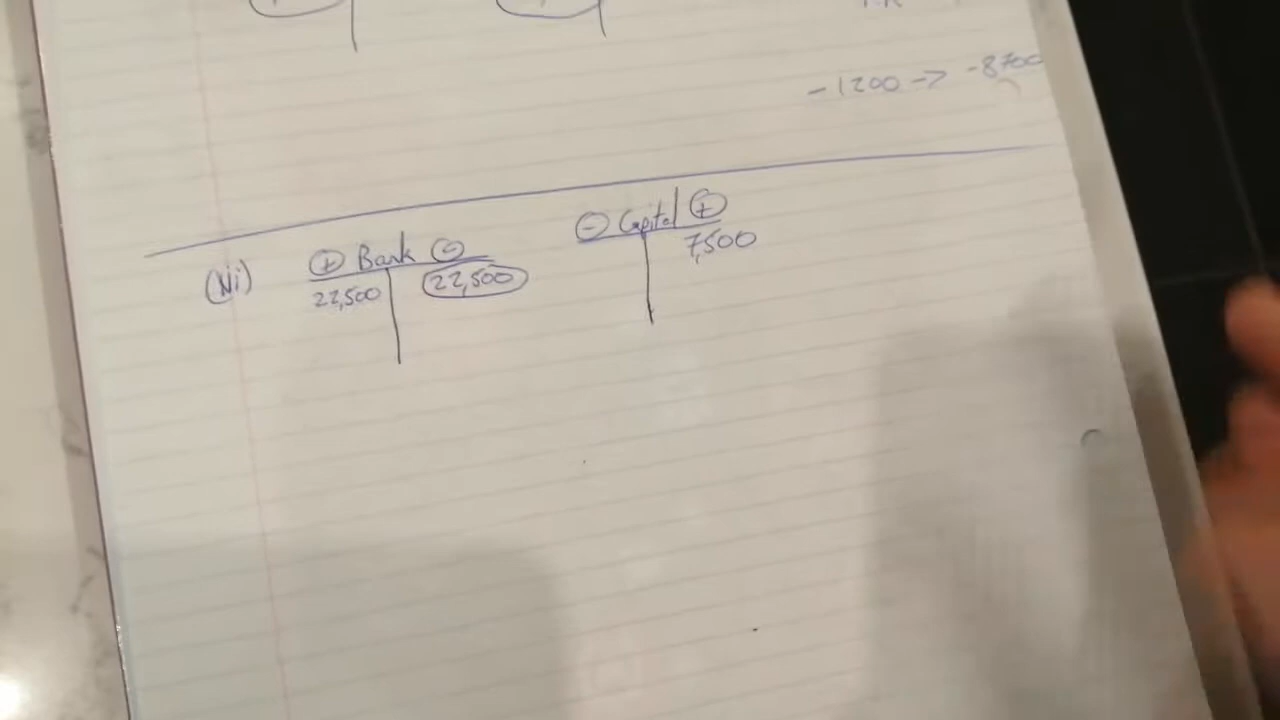 -1200 -> -8700
- Capital +
7,500
(vi) + Bank -
22,500 22,500